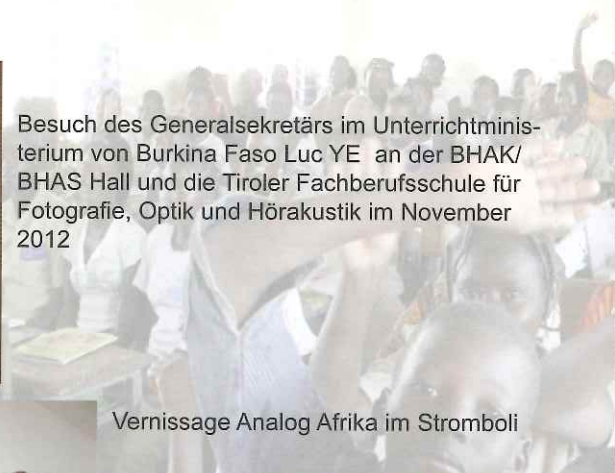 Besuch des Generalsekretärs im Unterrichtminis-
terium von Burkina Faso Luc YE an der BHAK/
BHAS Hall und die Tiroler Fachberufsschule für
Fotografie, Optik und Hörakustik im November
2012
Vernissage Analog Afrika im Stromboli